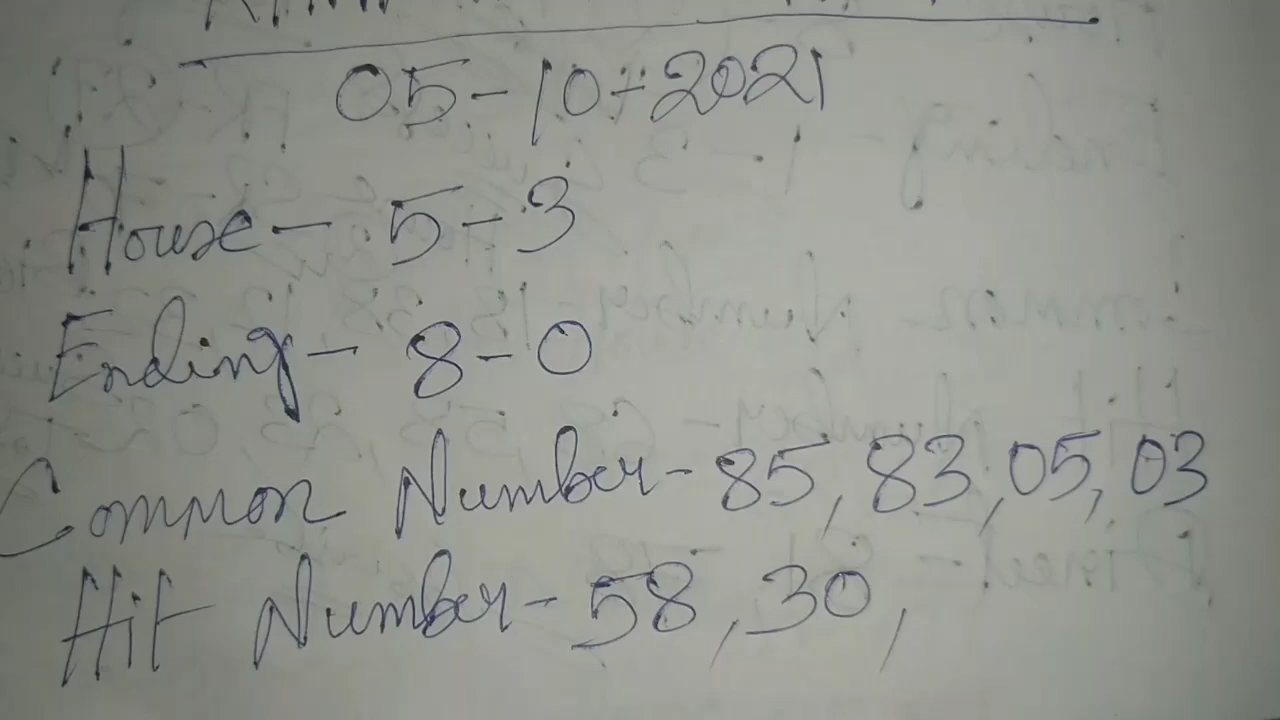 05-10-2021
House - 5-3
Ending - 8-0
Common Number - 85, 83, 05, 03
Hit Number - 58, 30,